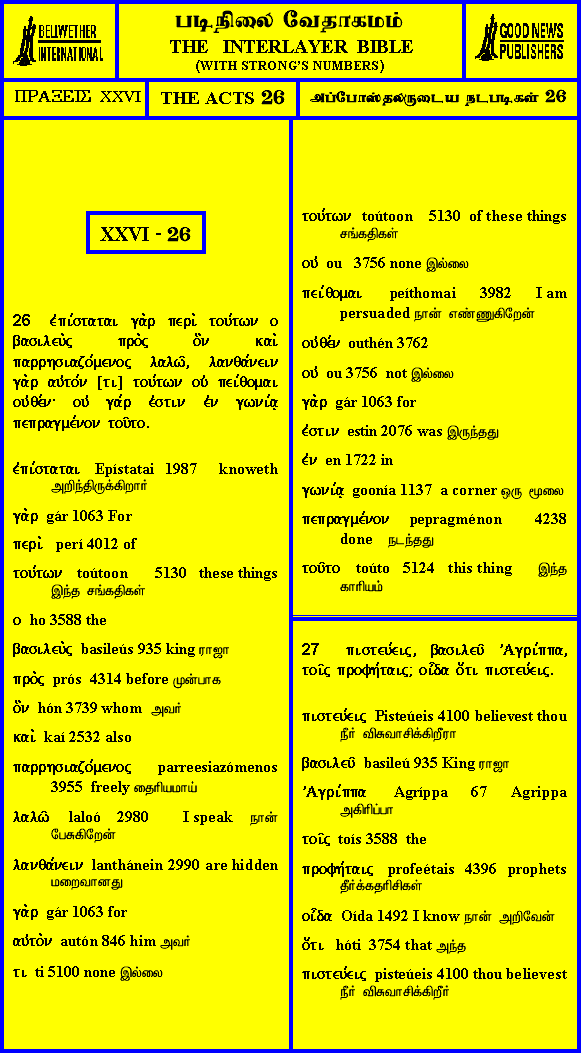 BELLWETHER
INTERNATIONAL
படிநிலை வேதாகமம்
THE INTERLAYER BIBLE
(WITH STRONG'S NUMBERS)
GOOD NEWS
PUBLISHERS
ΠΡΑΞΕΙΣ XXVI
THE ACTS 26
அப்போஸ்தலருடைய நடபடிகள் 26
XXVI - 26
26 ἐπίσταται γὰρ περὶ τούτων ο
βασιλεὺς πρὸς ὃν καὶ
παρρησιαζόμενος λαλῶ, λανθάνειν
γὰρ αὐτόν [τι] τούτων οὐ πείθομαι
οὐθέν· οὐ γάρ ἐστιν ἐν γωνίᾳ
πεπραγμένον τοῦτο.
ἐπίσταται Epístatai 1987 knoweth
அறிந்திருக்கிறார்
γὰρ gár 1063 For
περὶ perí 4012 of
τούτων toútoon 5130 these things
இந்த சங்கதிகள்
ο ho 3588 the
βασιλεὺς basileús 935 king ராஜா
πρὸς prós 4314 before முன்பாக
ὃν hón 3739 whom அவர்
καὶ kaí 2532 also
παρρησιαζόμενος parreesiazómenos
3955 freely தைரியமாய்
λαλῶ laloó 2980 I speak நான்
பேசுகிறேன்
λανθάνειν lanthánein 2990 are hidden
மறைவானது
γὰρ gár 1063 for
αὐτὸν autón 846 him அவர்
τι ti 5100 none இல்லை
τούτων toútoon 5130 of these things
சங்கதிகள்
οὐ ou 3756 none இல்லை
πείθομαι peíthomai 3982 I am
persuaded நான் எண்ணுகிறேன்
οὐθέν outhén 3762
οὐ ou 3756 not இல்லை
γὰρ gár 1063 for
ἐστιν estin 2076 was இருந்தது
ἐν en 1722 in
γωνίᾳ goonía 1137 a corner ஒரு மூலை
πεπραγμένον pepragménon 4238
done நடந்தது
τοῦτο toúto 5124 this thing இந்த
காரியம்
27 πιστεύεις, βασιλεῦ Ἀγρίππα,
τοῖς προφήταις; οἶδα ὅτι πιστεύεις.
πιστεύεις Pisteúeis 4100 believest thou
நீர் விசுவாசிக்கிறீரா
βασιλεῦ basileú 935 King ராஜா
Ἀγρίππα Agríppa 67 Agrippa
அகிரிப்பா
τοῖς toís 3588 the
προφήταις profeétais 4396 prophets
தீர்க்கதரிசிகள்
οἶδα Oída 1492 I know நான் அறிவேன்
ὅτι hóti 3754 that அந்த
πιστεύεις pisteúeis 4100 thou believest
நீர் விசுவாசிக்கிறீர்